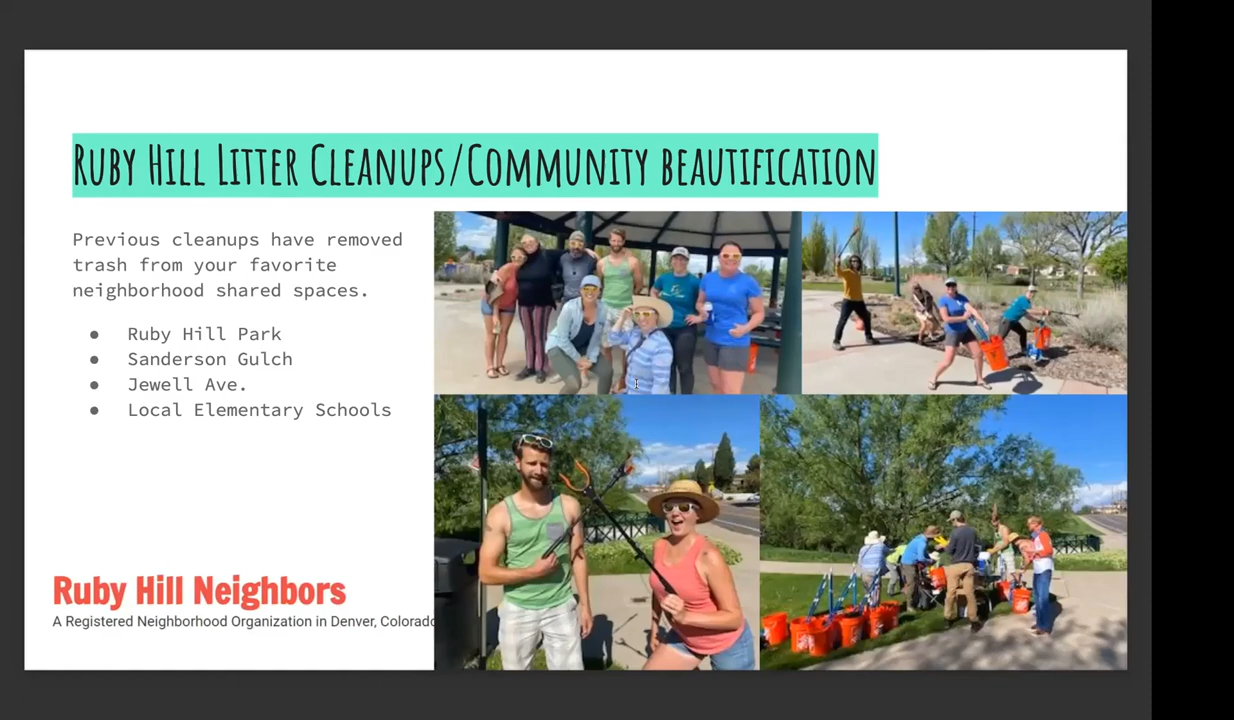 Ruby Hill Litter Cleanups/Community beautification
Previous cleanups have removed
trash from your favorite
neighborhood shared spaces.
● Ruby Hill Park
● Sanderson Gulch
● Jewell Ave.
● Local Elementary Schools
Ruby Hill Neighbors
A Registered Neighborhood Organization in Denver, Colorado